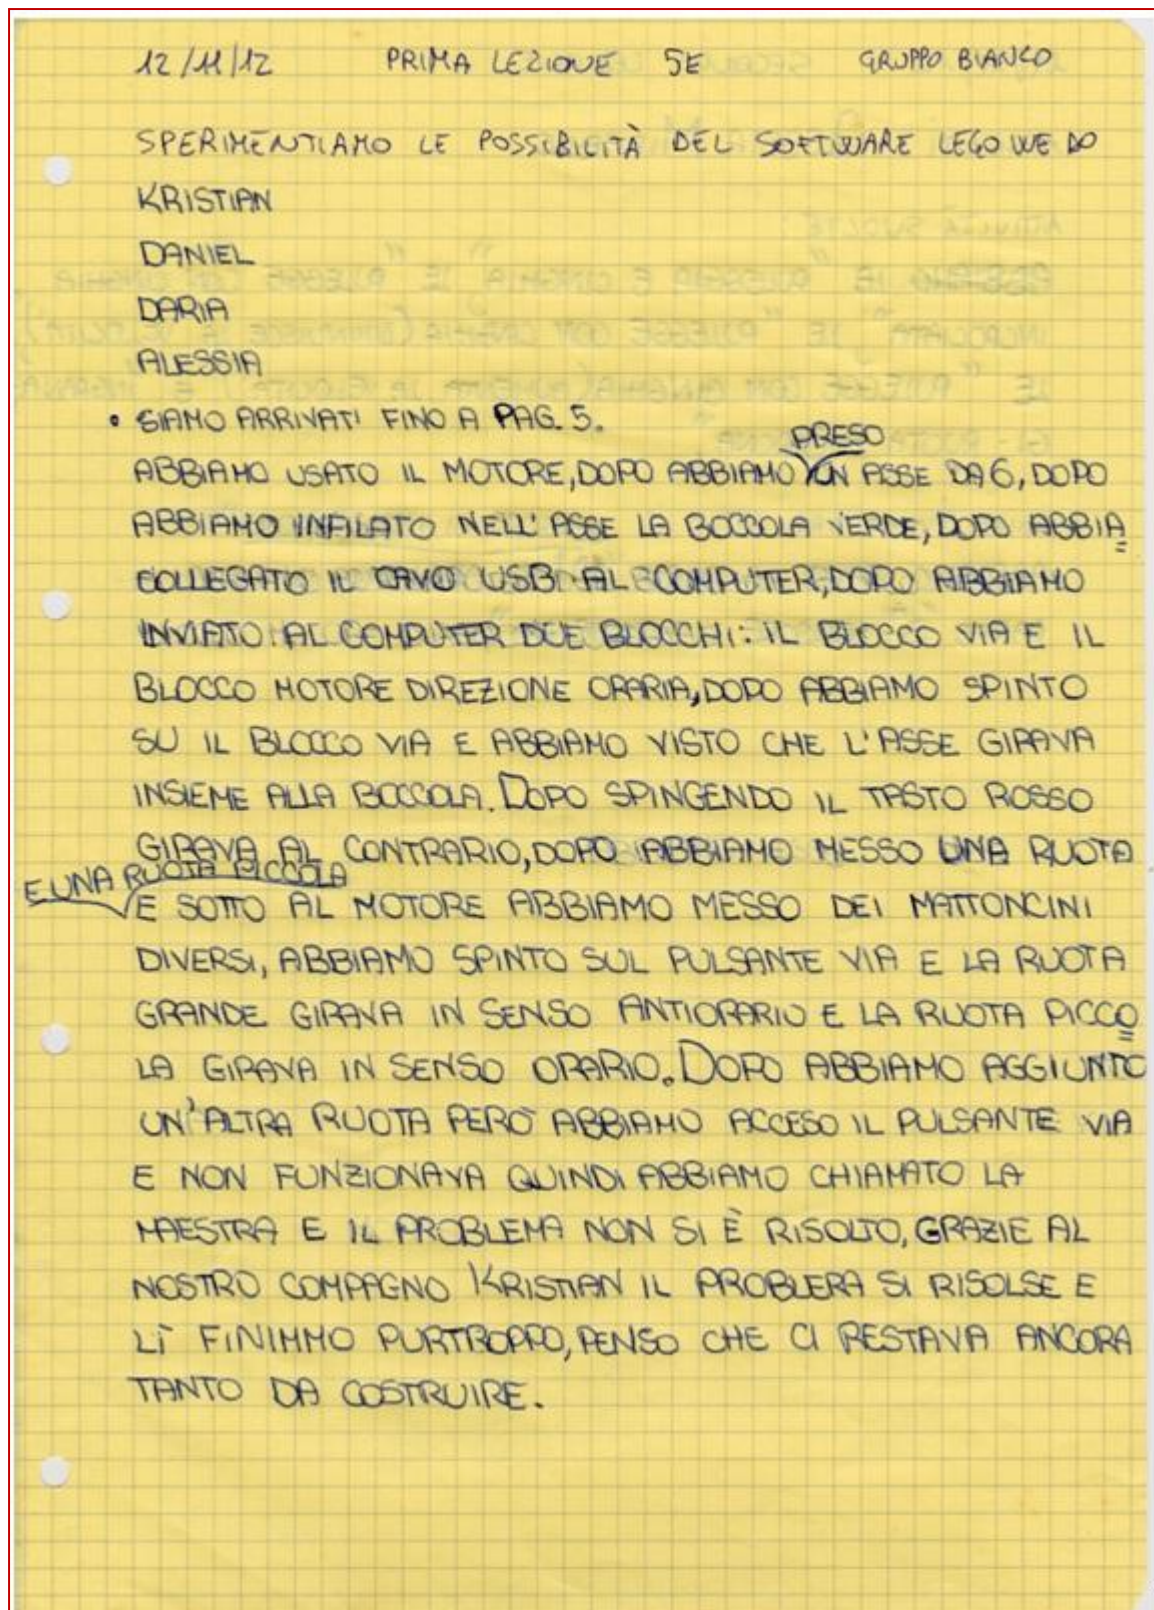 12/11/12 PRIMA LEZIONE 5E GRUPPO BIANCO
SPERIMENTIAMO LE POSSIBILITÀ DEL SOFTWARE LEGO WE DO
KRISTIAN
DANIEL
DARIA
ALESSIA
• SIAMO ARRIVATI FINO A PAG. 5.
PRESO
ABBIAMO USATO IL MOTORE, DOPO ABBIAMO UN ASSE DA 6, DOPO
ABBIAMO INFILATO NELL'ASSE LA BOCCOLA VERDE, DOPO ABBIA
COLLEGATO IL CAVO USB AL COMPUTER, DOPO ABBIAMO
INVIATO AL COMPUTER DUE BLOCCHI: IL BLOCCO VIA E IL
BLOCCO MOTORE DIREZIONE ORARIA, DOPO ABBIAMO SPINTO
SU IL BLOCCO VIA E ABBIAMO VISTO CHE L'ASSE GIRAVA
INSIEME ALLA BOCCOLA. DOPO SPINGENDO IL TASTO ROSSO
GIRAVA AL CONTRARIO, DOPO ABBIAMO MESSO UNA RUOTA
E UNA RUOTA PICCOLA
E SOTTO AL MOTORE ABBIAMO MESSO DEI MATTONCINI
DIVERSI, ABBIAMO SPINTO SUL PULSANTE VIA E LA RUOTA
GRANDE GIRAVA IN SENSO ANTIORARIO E LA RUOTA PICCO
LA GIRAVA IN SENSO ORARIO. DOPO ABBIAMO AGGIUNTO
UN'ALTRA RUOTA PERÒ ABBIAMO ACCESO IL PULSANTE VIA
E NON FUNZIONAVA QUINDI ABBIAMO CHIAMATO LA
MAESTRA E IL PROBLEMA NON SI È RISOLTO, GRAZIE AL
NOSTRO COMPAGNO KRISTIAN IL PROBLERA SI RISOLSE E
LÌ FINIMMO PURTROPPO, PENSO CHE CI RESTAVA ANCORA
TANTO DA COSTRUIRE.